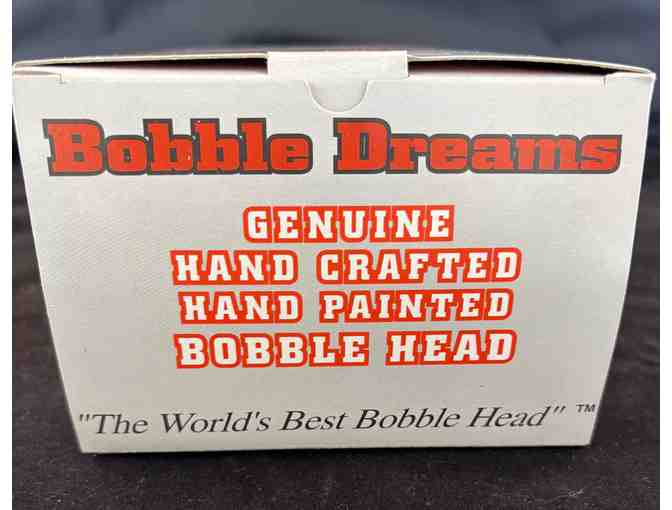 Bobble Dreams
GENUINE
HAND CRAFTED
HAND PAINTED
BOBBLE HEAD
"The World's Best Bobble Head" ™